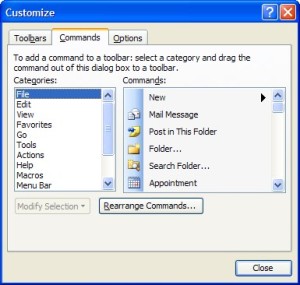 Customize
Toolbars Commands Options
To add a command to a toolbar: select a category and drag the
command out of this dialog box to a toolbar.
Categories: Commands:
File
Edit
View
Favorites
Go
Tools
Actions
Help
Macros
Menu Bar
New
Mail Message
Post in This Folder
Folder...
Search Folder...
Appointment
Modify Selection Rearrange Commands...
Close